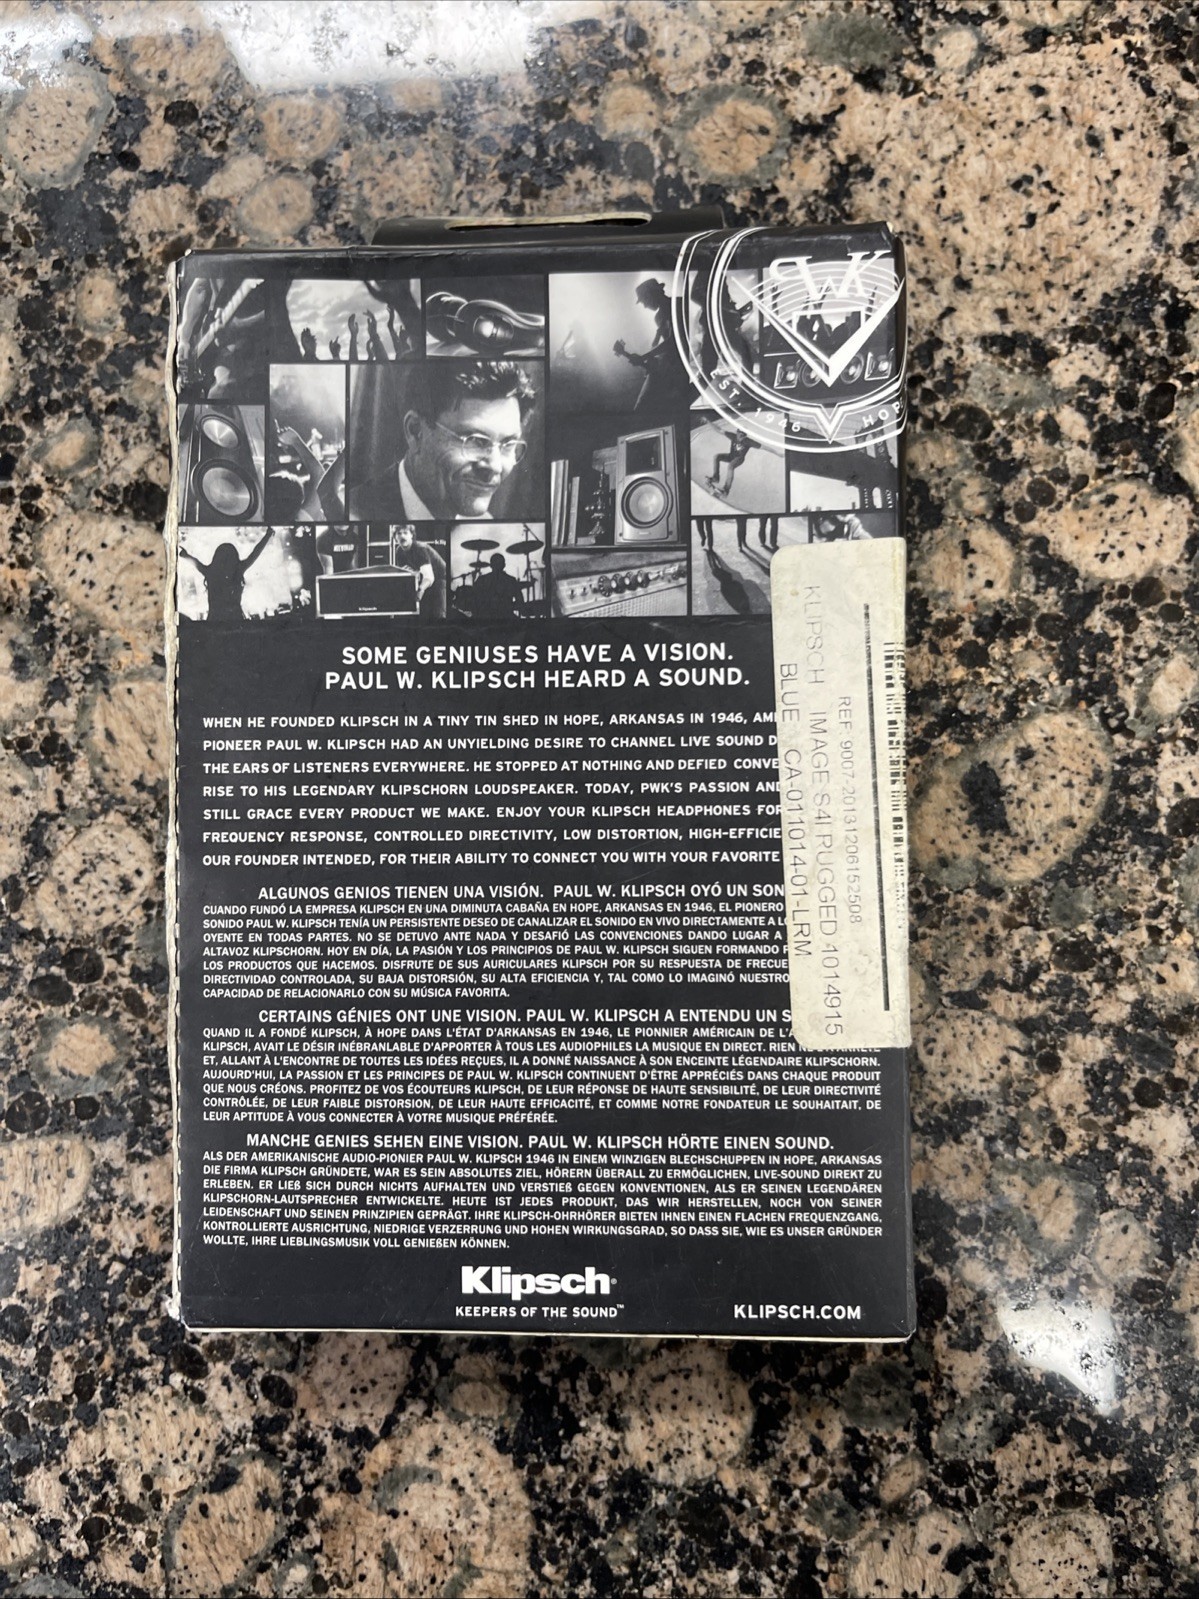 PWK
EST. 1946
HOP
SOME GENIUSES HAVE A VISION.
PAUL W. KLIPSCH HEARD A SOUND.
WHEN HE FOUNDED KLIPSCH IN A TINY TIN SHED IN HOPE, ARKANSAS IN 1946, AM
PIONEER PAUL W. KLIPSCH HAD AN UNYIELDING DESIRE TO CHANNEL LIVE SOUND D
THE EARS OF LISTENERS EVERYWHERE. HE STOPPED AT NOTHING AND DEFIED CONVE
RISE TO HIS LEGENDARY KLIPSCHORN LOUDSPEAKER. TODAY, PWK'S PASSION AN
STILL GRACE EVERY PRODUCT WE MAKE. ENJOY YOUR KLIPSCH HEADPHONES FOR
FREQUENCY RESPONSE, CONTROLLED DIRECTIVITY, LOW DISTORTION, HIGH-EFFICIE
OUR FOUNDER INTENDED, FOR THEIR ABILITY TO CONNECT YOU WITH YOUR FAVORITE
ALGUNOS GENIOS TIENEN UNA VISIÓN. PAUL W. KLIPSCH OYÓ UN SON
CUANDO FUNDÓ LA EMPRESA KLIPSCH EN UNA DIMINUTA CABAÑA EN HOPE, ARKANSAS EN 1946, EL PIONERO
SONIDO PAUL W. KLIPSCH TENÍA UN PERSISTENTE DESEO DE CANALIZAR EL SONIDO EN VIVO DIRECTAMENTE A L
OYENTE EN TODAS PARTES. NO SE DETUVO ANTE NADA Y DESAFIÓ LAS CONVENCIONES DANDO LUGAR A
ALTAVOZ KLIPSCHORN. HOY EN DÍA, LA PASIÓN Y LOS PRINCIPIOS DE PAUL W. KLIPSCH SIGUEN FORMANDO
LOS PRODUCTOS QUE HACEMOS. DISFRUTE DE SUS AURICULARES KLIPSCH POR SU RESPUESTA DE FRECUE
DIRECTIVIDAD CONTROLADA, SU BAJA DISTORSIÓN, SU ALTA EFICIENCIA Y, TAL COMO LO IMAGINÓ NUESTRO
CAPACIDAD DE RELACIONARLO CON SU MÚSICA FAVORITA.
CERTAINS GÉNIES ONT UNE VISION. PAUL W. KLIPSCH A ENTENDU UN S
QUAND IL A FONDÉ KLIPSCH, À HOPE DANS L'ÉTAT D'ARKANSAS EN 1946, LE PIONNIER AMÉRICAIN DE L'A
KLIPSCH, AVAIT LE DÉSIR INÉBRANLABLE D'APPORTER À TOUS LES AUDIOPHILES LA MUSIQUE EN DIRECT. RIEN NE L'A ARRÊTÉ
ET, ALLANT À L'ENCONTRE DE TOUTES LES IDÉES REÇUES, IL A DONNÉ NAISSANCE À SON ENCEINTE LÉGENDAIRE KLIPSCHORN.
AUJOURD'HUI, LA PASSION ET LES PRINCIPES DE PAUL W. KLIPSCH CONTINUENT D'ÊTRE APPRÉCIÉS DANS CHAQUE PRODUIT
QUE NOUS CRÉONS. PROFITEZ DE VOS ÉCOUTEURS KLIPSCH, DE LEUR RÉPONSE DE HAUTE SENSIBILITÉ, DE LEUR DIRECTIVITÉ
CONTRÔLÉE, DE LEUR FAIBLE DISTORSION, DE LEUR HAUTE EFFICACITÉ, ET COMME NOTRE FONDATEUR LE SOUHAITAIT, DE
LEUR APTITUDE À VOUS CONNECTER À VOTRE MUSIQUE PRÉFÉRÉE.
MANCHE GENIES SEHEN EINE VISION. PAUL W. KLIPSCH HÖRTE EINEN SOUND.
ALS DER AMERIKANISCHE AUDIO-PIONIER PAUL W. KLIPSCH 1946 IN EINEM WINZIGEN BLECHSCHUPPEN IN HOPE, ARKANSAS
DIE FIRMA KLIPSCH GRÜNDETE, WAR ES SEIN ABSOLUTES ZIEL, HÖRERN ÜBERALL ZU ERMÖGLICHEN, LIVE-SOUND DIREKT ZU
ERLEBEN. ER LIEß SICH DURCH NICHTS AUFHALTEN UND VERSTIEß GEGEN KONVENTIONEN, ALS ER SEINEN LEGENDÄREN
KLIPSCHORN-LAUTSPRECHER ENTWICKELTE. HEUTE IST JEDES PRODUKT, DAS WIR HERSTELLEN, NOCH VON SEINER
LEIDENSCHAFT UND SEINEN PRINZIPIEN GEPRÄGT. IHRE KLIPSCH-OHRHÖRER BIETEN IHNEN EINEN FLACHEN FREQUENZGANG,
KONTROLLIERTE AUSRICHTUNG, NIEDRIGE VERZERRUNG UND HOHEN WIRKUNGSGRAD, SO DASS SIE, WIE ES UNSER GRÜNDER
WOLLTE, IHRE LIEBLINGSMUSIK VOLL GENIEßEN KÖNNEN.
Klipsch®
KEEPERS OF THE SOUND™
KLIPSCH.COM
REF 9007-20131206152508
KLIPSCH IMAGE S4I RUGGED 1014915
BLUE CA-011014-01-LRM